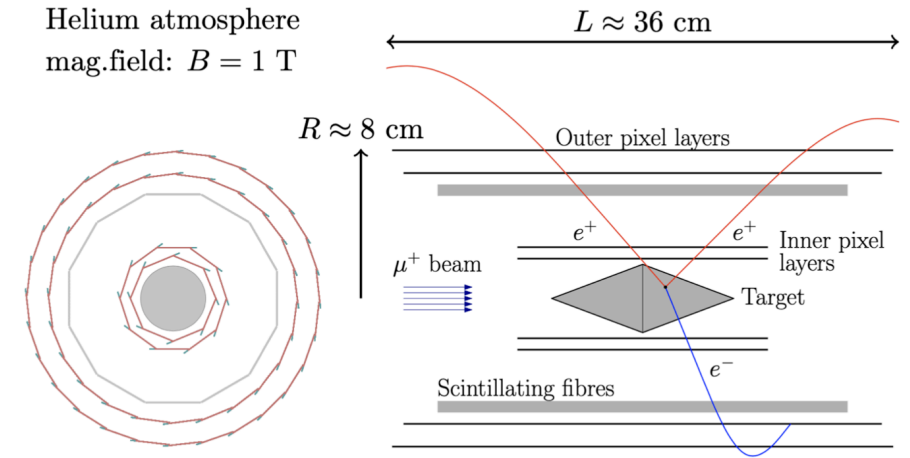 Helium atmosphere
mag.field: B = 1 T
L ≈ 36 cm
R ≈ 8 cm
Outer pixel layers
e⁺
e⁺
Inner pixel
layers
μ⁺ beam
Target
e⁻
Scintillating fibres